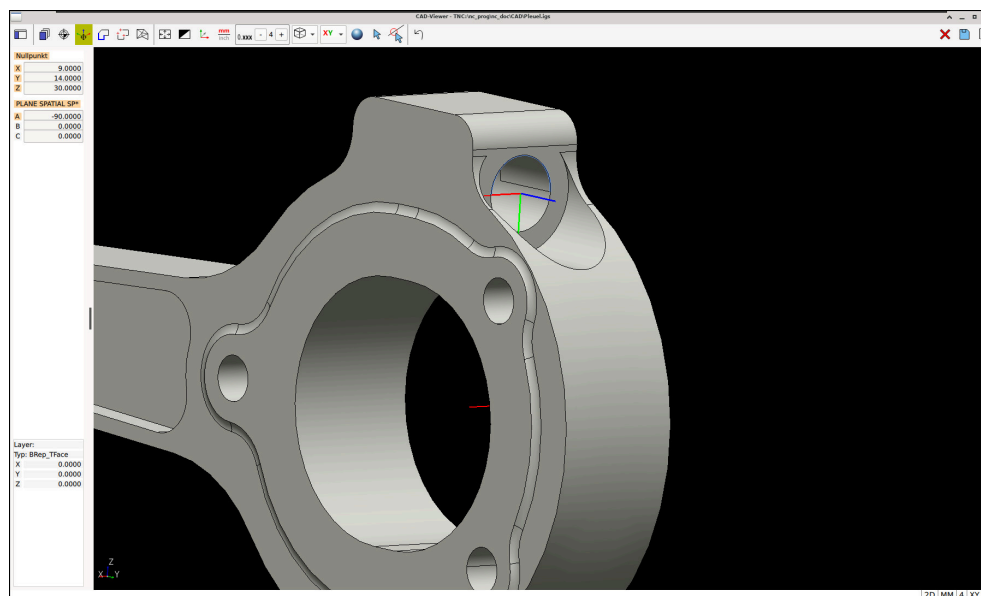 CAD-Viewer - TNC:\nc_prog\nc_doc\CAD\Pleuel.igs
mm
inch
0.xxx - 4 +
XY
Nullpunkt
X 9.0000
Y 14.0000
Z 30.0000
PLANE SPATIAL SP*
A -90.0000
B 0.0000
C 0.0000
Layer:
Typ: BRep_TFace
X 0.0000
Y 0.0000
Z 0.0000
Z
X Y
2D MM 4 XY